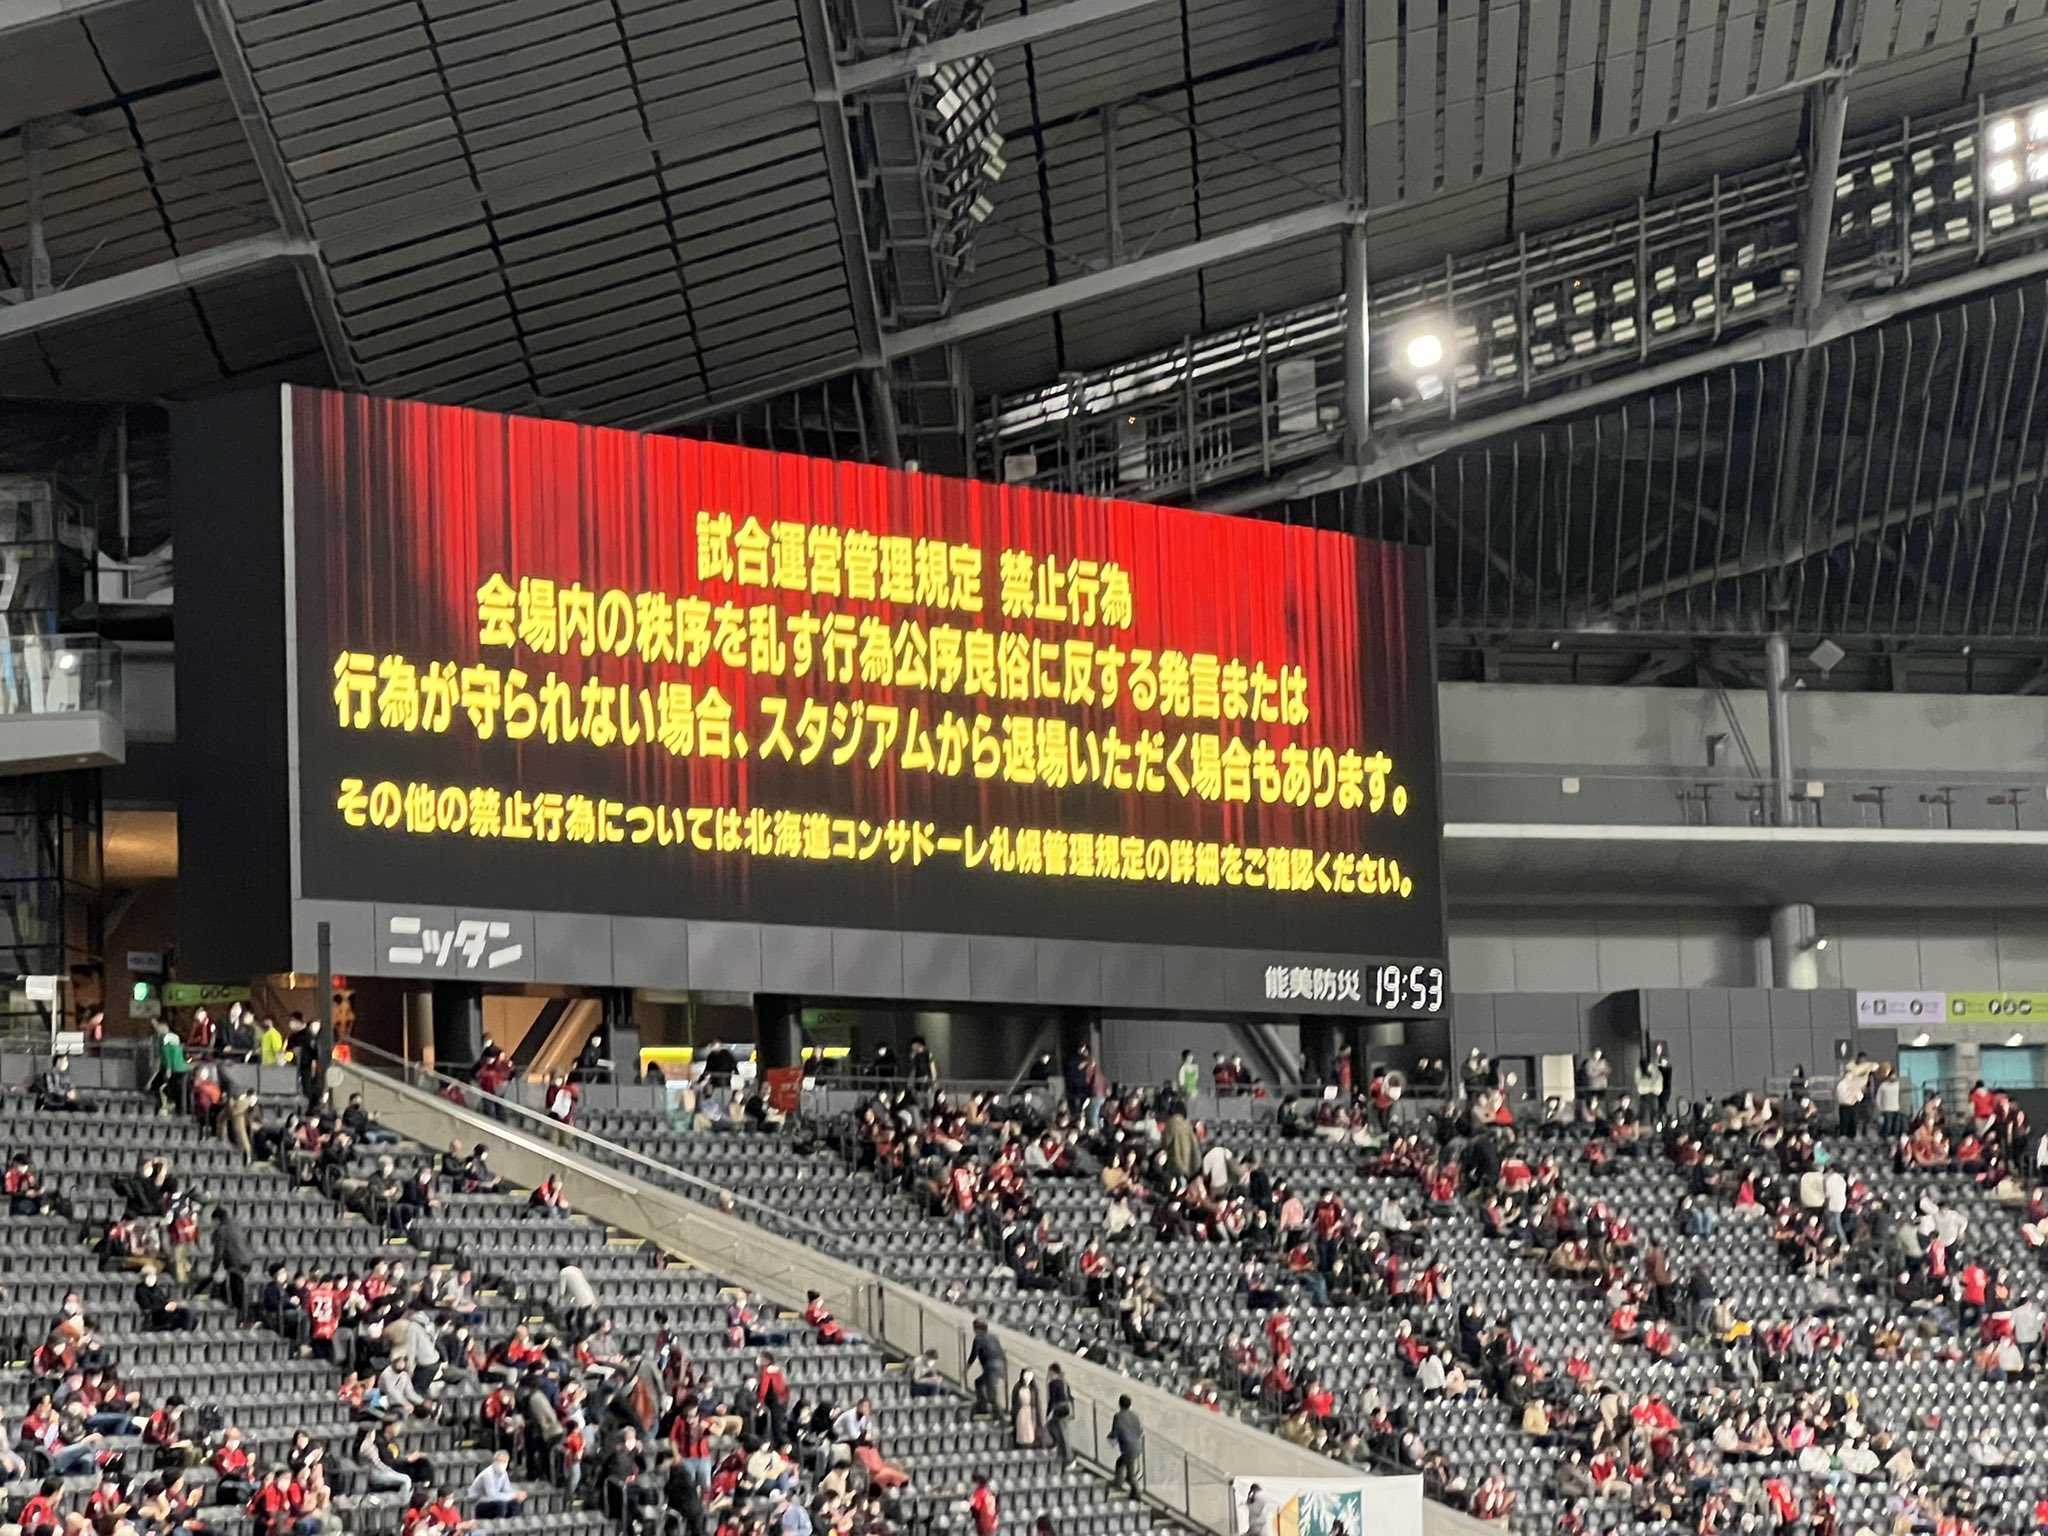 試合運営管理規定 禁止行為
会場内の秩序を乱す行為公序良俗に反する発言または
行為が守られない場合、スタジアムから退場いただく場合もあります。
その他の禁止行為については北海道コンサドーレ札幌管理規定の詳細をご確認ください。
ニッタン
能美防災 19:53
23